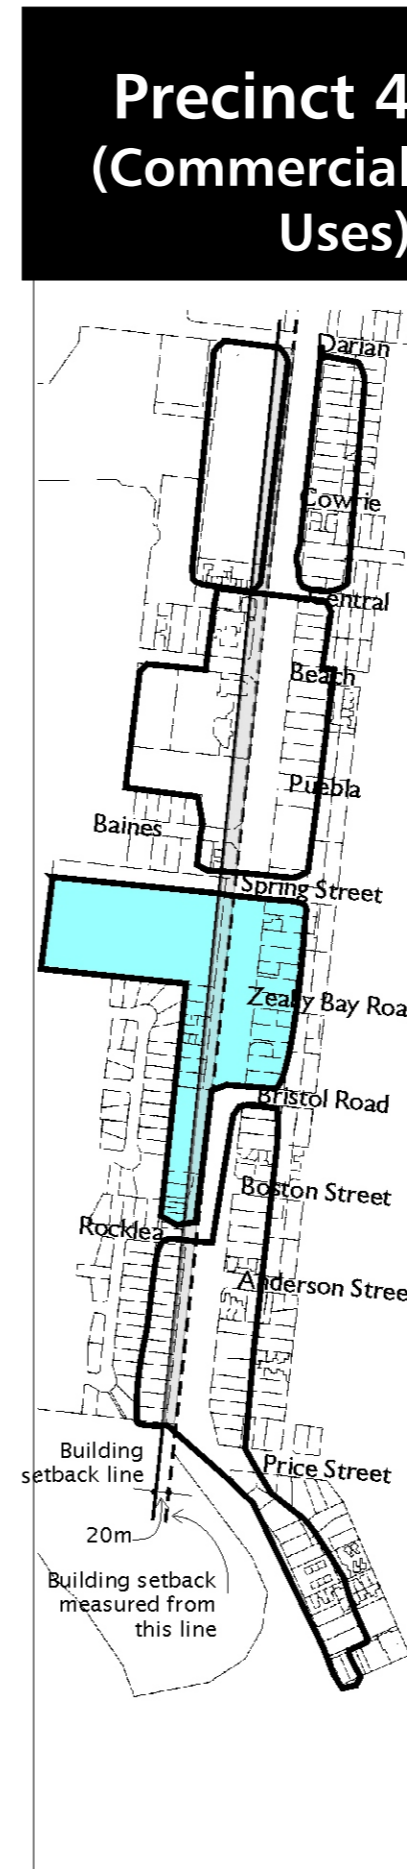 Precinct 4
(Commercial
Uses)
Darian
Cowrie
Central
Beach
Puebla
Baines
Spring Street
Zeally Bay Roa
Bristol Road
Boston Street
Rocklea
Anderson Stree
Building
setback line
Price Street
20m
Building setback
measured from
this line